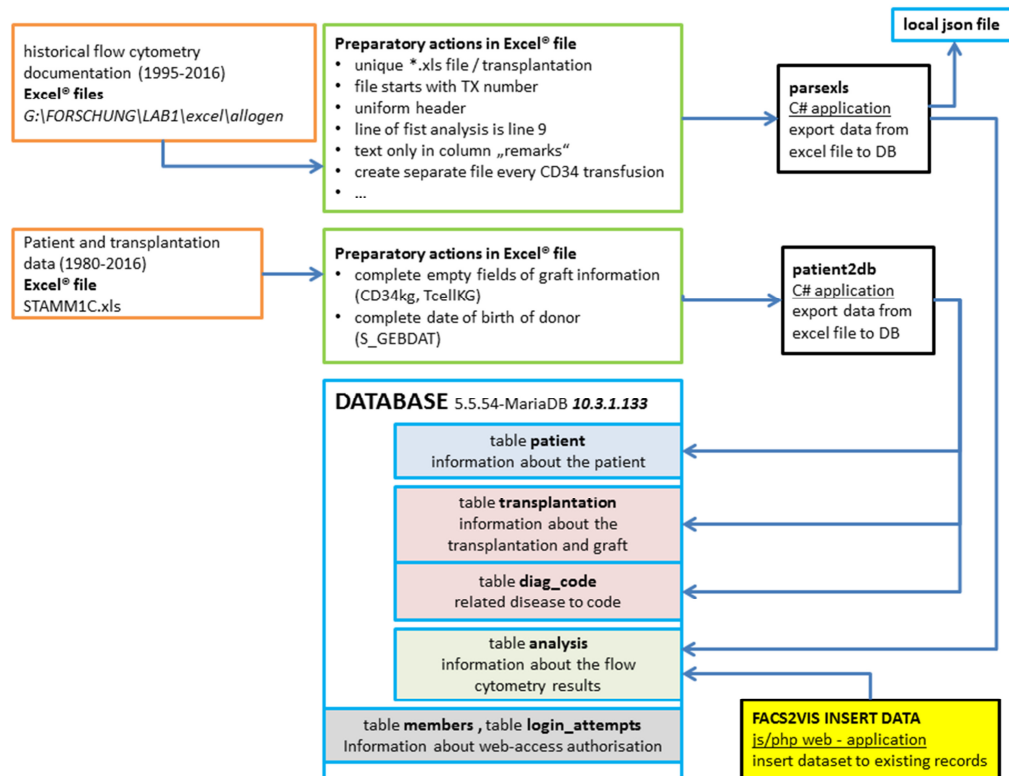 historical flow cytometry
documentation (1995-2016)
Excel® files
G:\FORSCHUNG\LAB1\excel\allogen
Preparatory actions in Excel® file
• unique *.xls file / transplantation
• file starts with TX number
• uniform header
• line of fist analysis is line 9
• text only in column „remarks“
• create separate file every CD34 transfusion
• ...
local json file
parsexls
C# application
export data from
excel file to DB
Patient and transplantation
data (1980-2016)
Excel® file
STAMM1C.xls
Preparatory actions in Excel® file
• complete empty fields of graft information
(CD34kg, TcellKG)
• complete date of birth of donor
(S_GEBDAT)
patient2db
C# application
export data from
excel file to DB
DATABASE 5.5.54-MariaDB 10.3.1.133
table patient
information about the patient
table transplantation
information about the
transplantation and graft
table diag_code
related disease to code
table analysis
information about the flow
cytometry results
table members , table login_attempts
Information about web-access authorisation
FACS2VIS INSERT DATA
js/php web - application
insert dataset to existing records